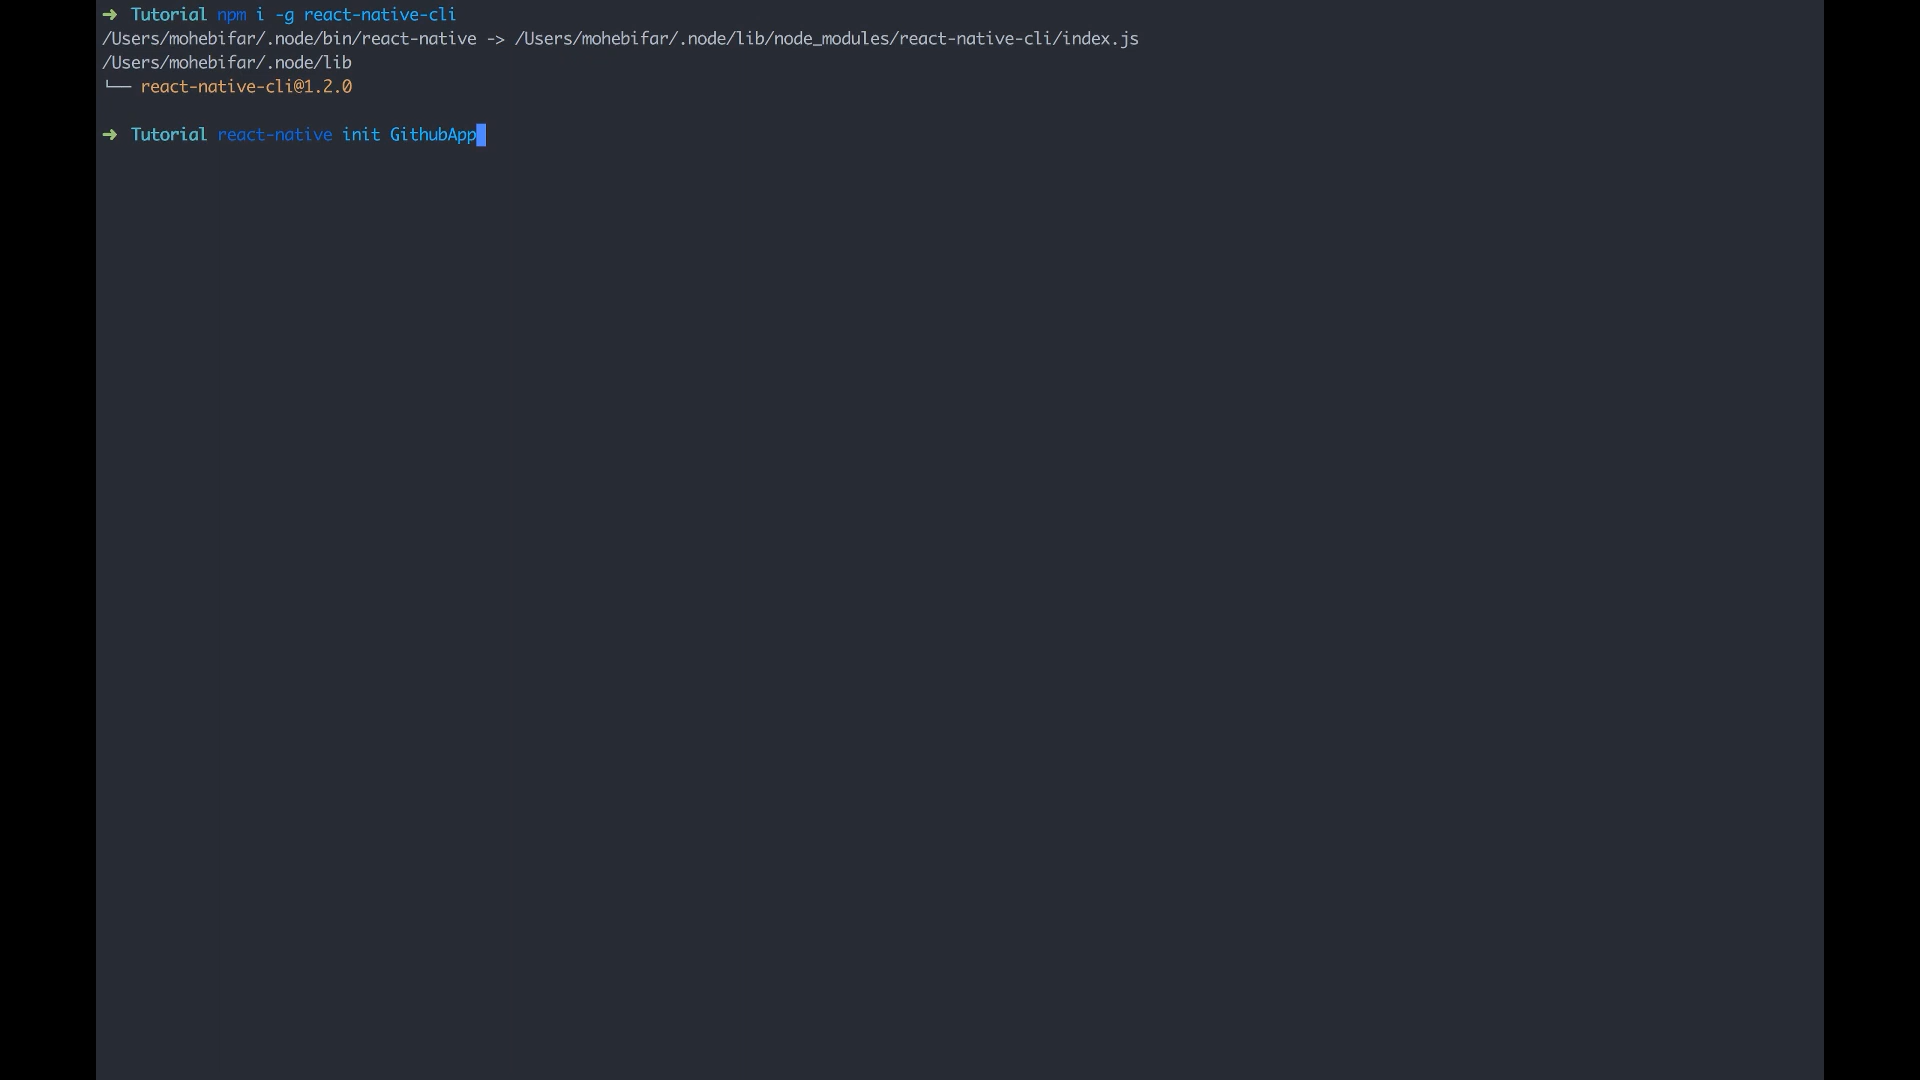 ➜ Tutorial npm i -g react-native-cli
/Users/mohebifar/.node/bin/react-native -> /Users/mohebifar/.node/lib/node_modules/react-native-cli/index.js
/Users/mohebifar/.node/lib
└── react-native-cli@1.2.0
➜ Tutorial react-native init GithubApp